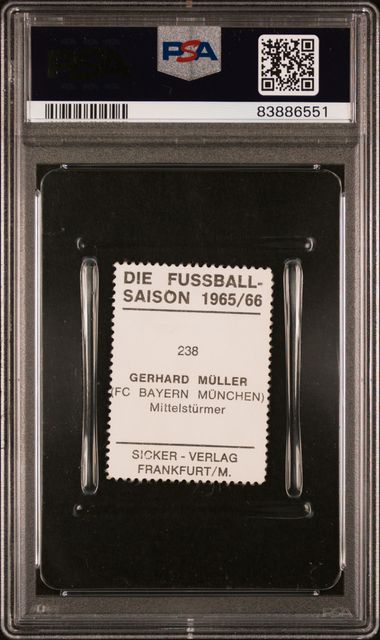 PSA
83886551
DIE FUSSBALL-
SAISON 1965/66
238
GERHARD MÜLLER
(FC BAYERN MÜNCHEN)
Mittelstürmer
SICKER - VERLAG
FRANKFURT/M.